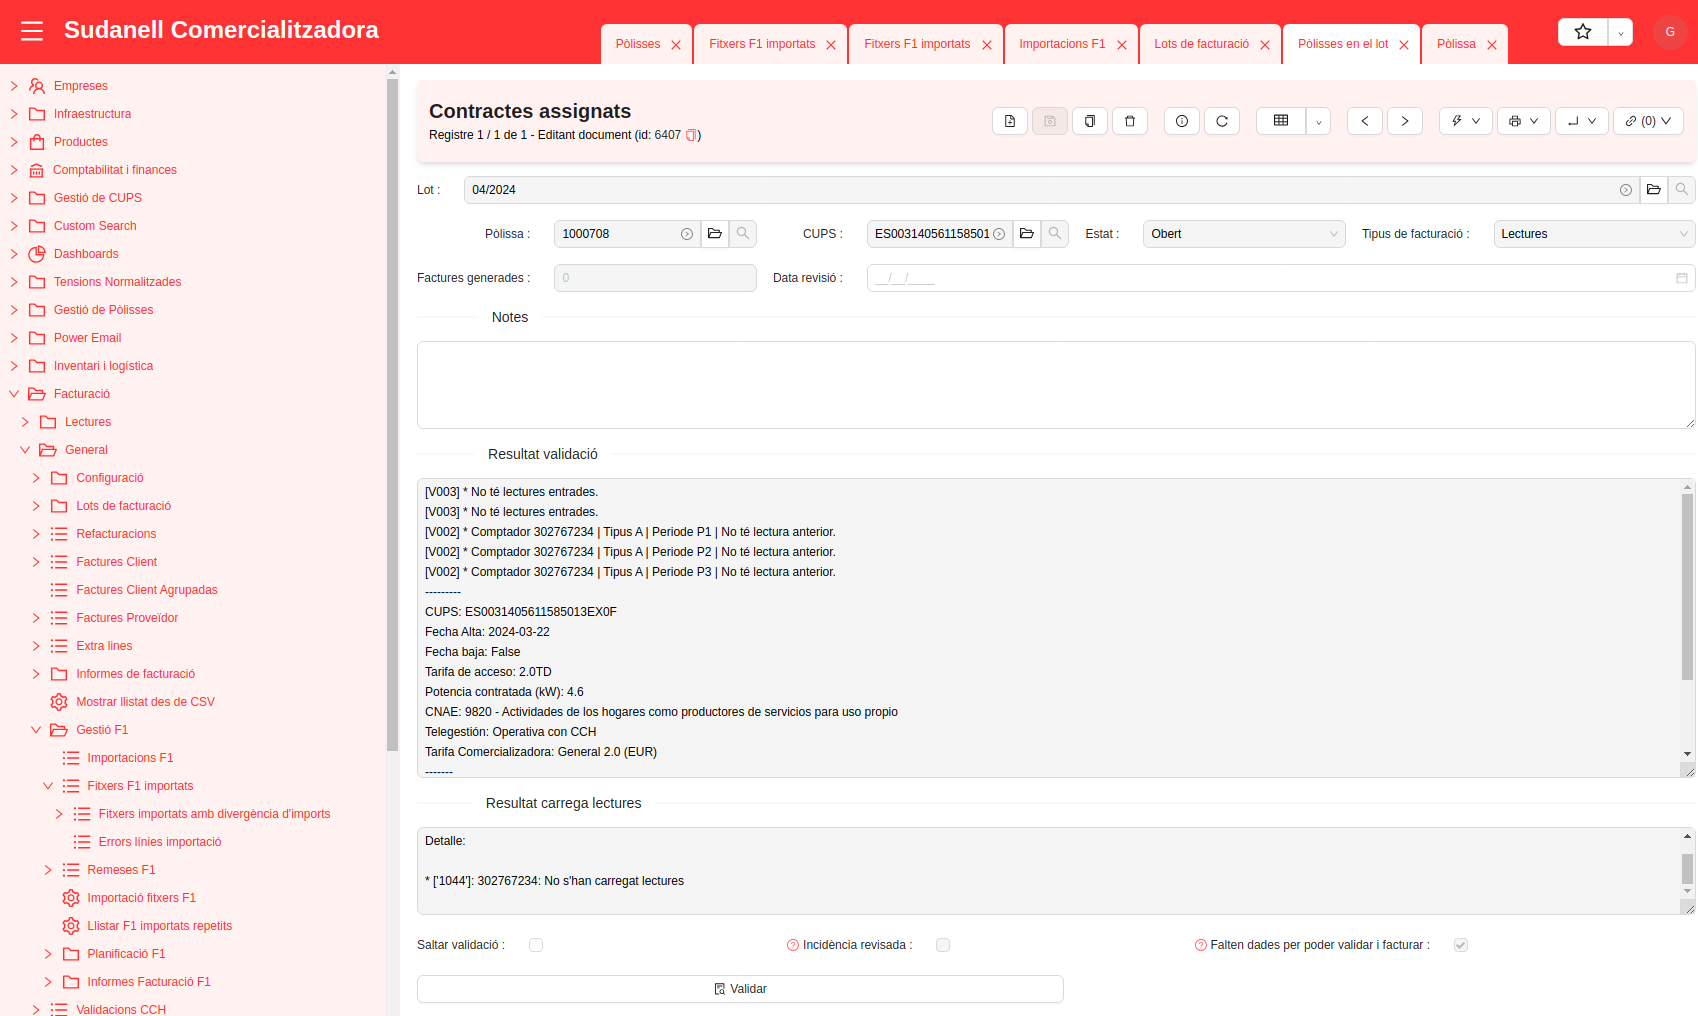 Sudanell Comercialitzadora
Pòlisses
Fitxers F1 importats
Fitxers F1 importats
Importacions F1
Lots de facturació
Pòlisses en el lot
Pòlissa
G
Empreses
Infraestructura
Productes
Comptabilitat i finances
Gestió de CUPS
Custom Search
Dashboards
Tensions Normalitzades
Gestió de Pòlisses
Power Email
Inventari i logística
Facturació
Lectures
General
Configuració
Lots de facturació
Refacturacions
Factures Client
Factures Client Agrupades
Factures Proveïdor
Extra lines
Informes de facturació
Mostrar llistat des de CSV
Gestió F1
Importacions F1
Fitxers F1 importats
Fitxers importats amb divergència d'imports
Errors línies importació
Remeses F1
Importació fitxers F1
Llistar F1 importats repetits
Planificació F1
Informes Facturació F1
Validacions CCH
Contractes assignats
Registre 1 / 1 de 1 - Editant document (id: 6407 )
(0)
Lot : 04/2024
Pòlissa : 1000708 CUPS : ES003140561158501 Estat : Obert Tipus de facturació : Lectures
Factures generades : 0 Data revisió : __/__/____
Notes
Resultat validació
[V003] * No té lectures entrades.
[V003] * No té lectures entrades.
[V002] * Comptador 302767234 | Tipus A | Periode P1 | No té lectura anterior.
[V002] * Comptador 302767234 | Tipus A | Periode P2 | No té lectura anterior.
[V002] * Comptador 302767234 | Tipus A | Periode P3 | No té lectura anterior.
---------
CUPS: ES0031405611585013EX0F
Fecha Alta: 2024-03-22
Fecha baja: False
Tarifa de acceso: 2.0TD
Potencia contratada (kW): 4.6
CNAE: 9820 - Actividades de los hogares como productores de servicios para uso propio
Telegestión: Operativa con CCH
Tarifa Comercializadora: General 2.0 (EUR)
-------
Resultat carrega lectures
Detalle:
* ['1044']: 302767234: No s'han carregat lectures
Saltar validació : Incidència revisada : Falten dades per poder validar i facturar :
Validar